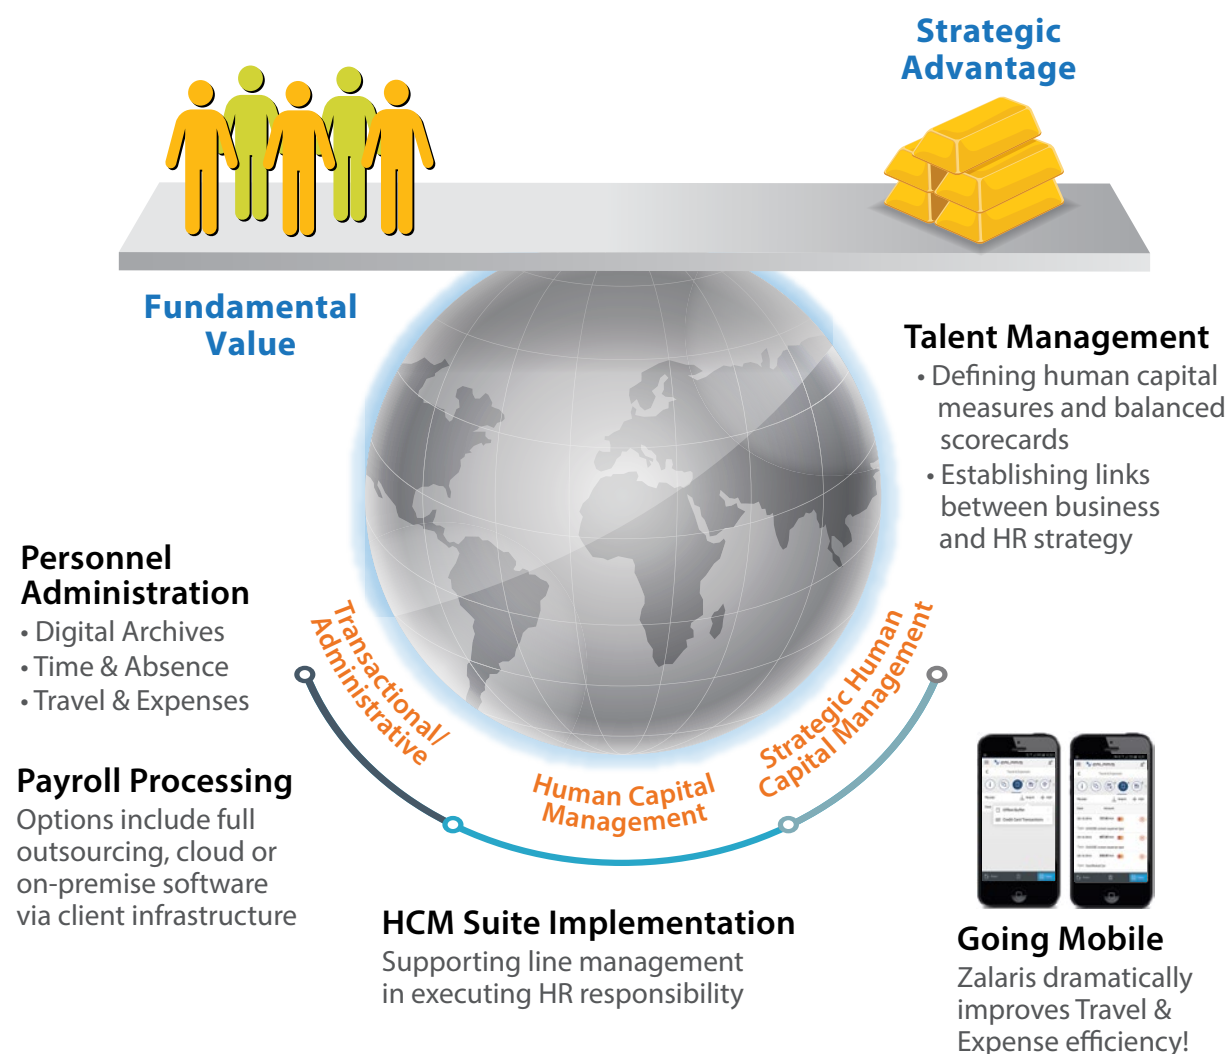 Strategic
Advantage
Fundamental
Value
Talent Management
• Defining human capital
measures and balanced
scorecards
• Establishing links
between business
and HR strategy
Personnel
Administration
• Digital Archives
• Time & Absence
• Travel & Expenses
Transactional/
Administrative
Human Capital
Management
Strategic Human
Capital Management
Payroll Processing
Options include full
outsourcing, cloud or
on-premise software
via client infrastructure
HCM Suite Implementation
Supporting line management
in executing HR responsibility
Going Mobile
Zalaris dramatically
improves Travel &
Expense efficiency!